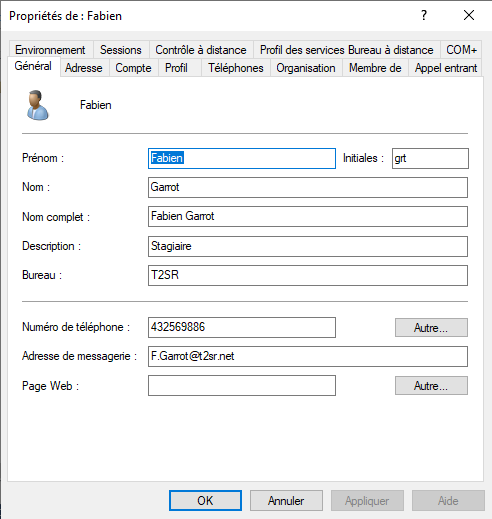 Propriétés de : Fabien ? ×
Environnement Sessions Contrôle à distance Profil des services Bureau à distance COM+
Général Adresse Compte Profil Téléphones Organisation Membre de Appel entrant
Fabien
Prénom : Fabien Initiales : grt
Nom : Garrot
Nom complet : Fabien Garrot
Description : Stagiaire
Bureau : T2SR
Numéro de téléphone : 432569886 Autre...
Adresse de messagerie : F.Garrot@t2sr.net
Page Web : Autre...
OK Annuler Appliquer Aide